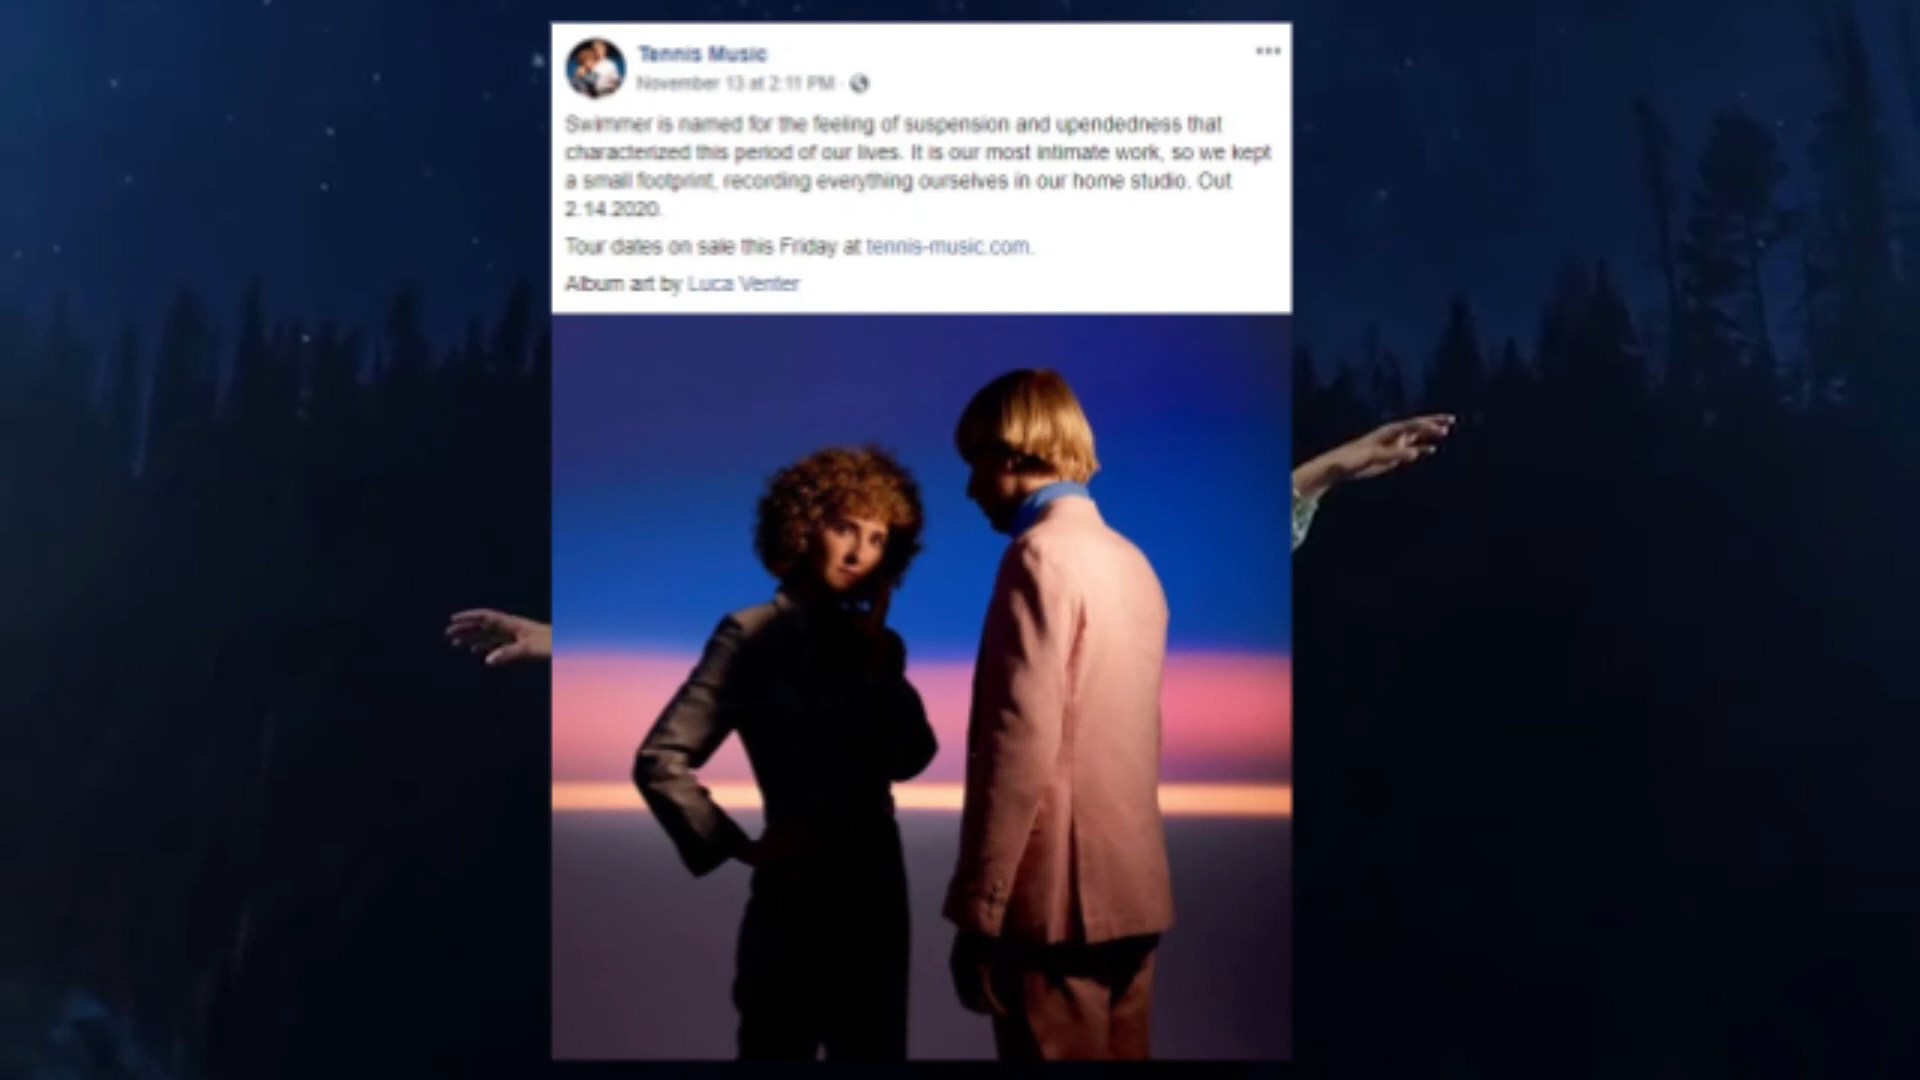 Tennis Music
November 13 at 2:11 PM ·
Swimmer is named for the feeling of suspension and upendedness that
characterized this period of our lives. It is our most intimate work, so we kept
a small footprint, recording everything ourselves in our home studio. Out
2.14.2020.
Tour dates on sale this Friday at tennis-music.com.
Album art by Luca Venter